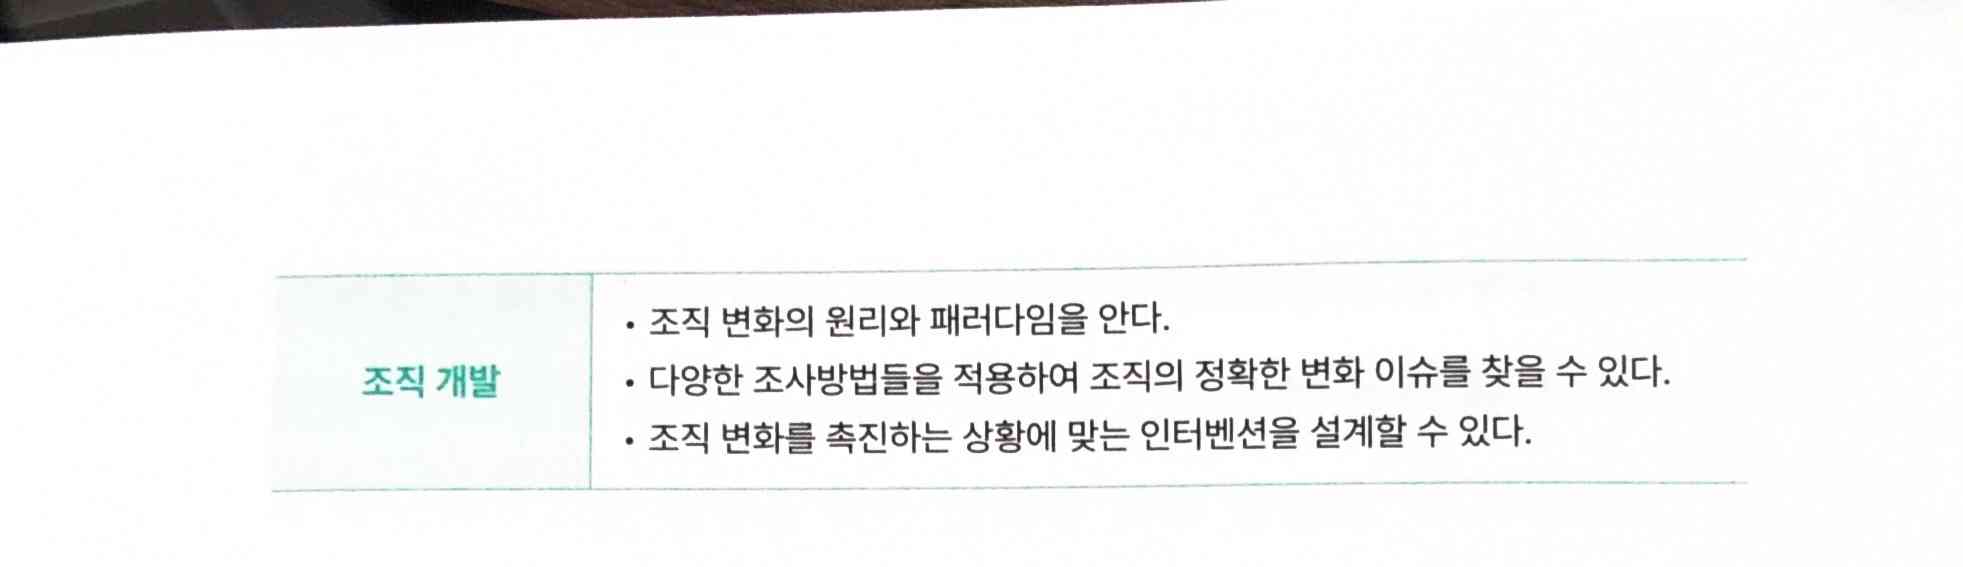 조직 개발
• 조직 변화의 원리와 패러다임을 안다.
• 다양한 조사방법들을 적용하여 조직의 정확한 변화 이슈를 찾을 수 있다.
• 조직 변화를 촉진하는 상황에 맞는 인터벤션을 설계할 수 있다.